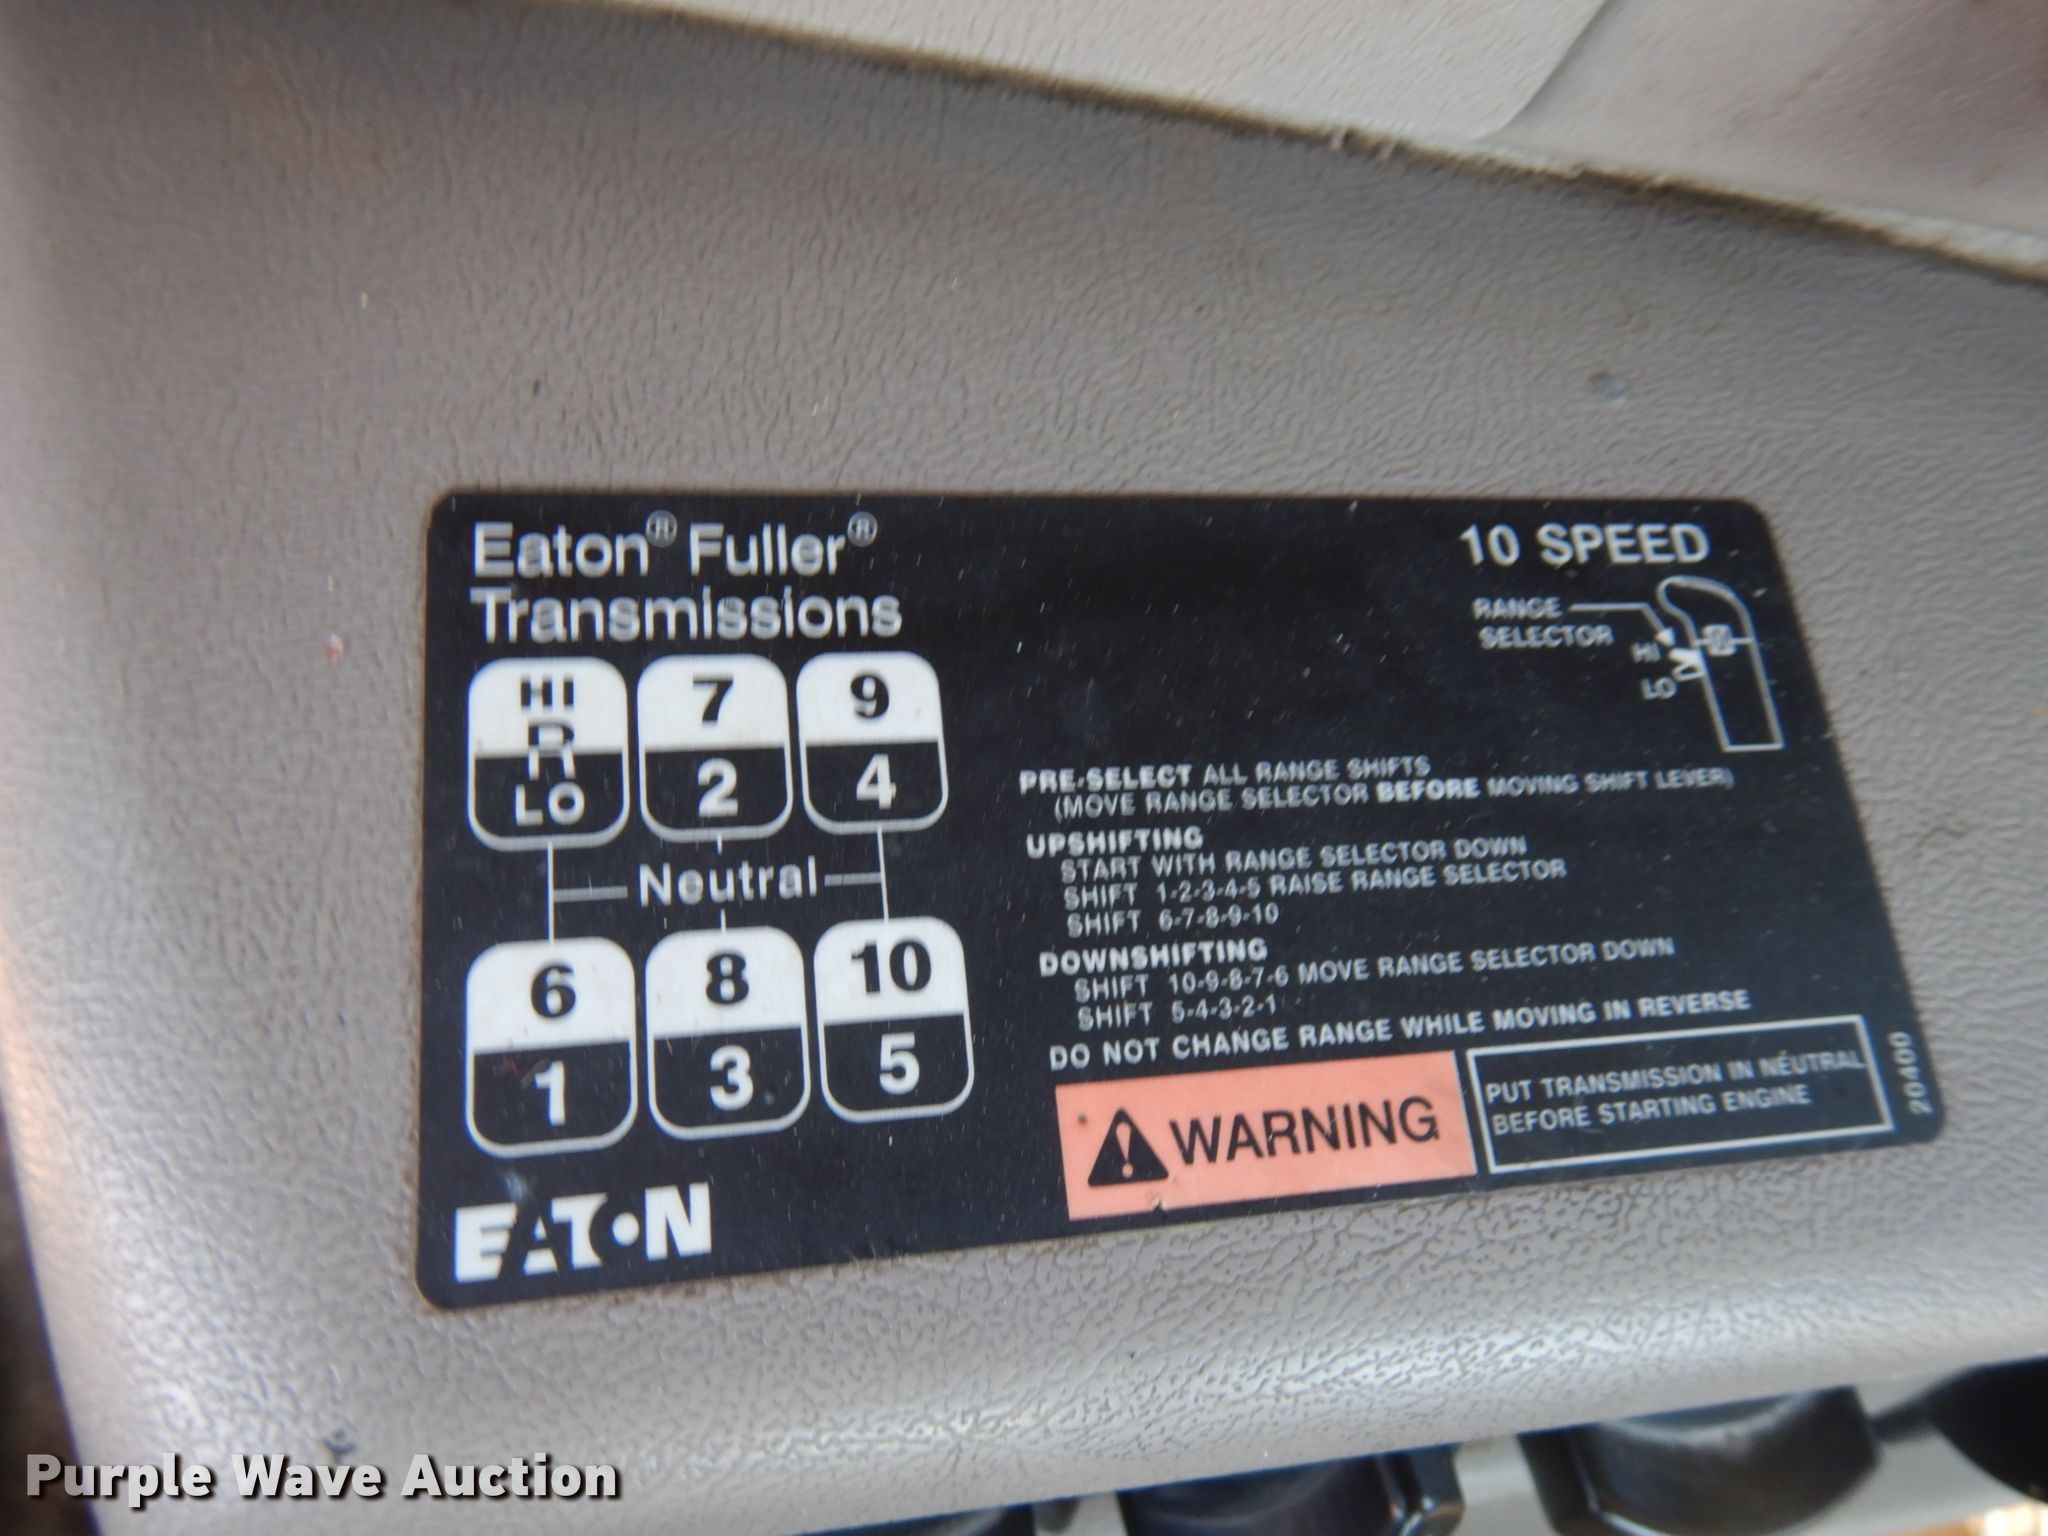 Eaton® Fuller®
Transmissions
10 SPEED
RANGE
SELECTOR
HI
LO
HI
R
LO
7
2
9
4
Neutral
6
1
8
3
10
5
PRE-SELECT ALL RANGE SHIFTS
(MOVE RANGE SELECTOR BEFORE MOVING SHIFT LEVER)
UPSHIFTING
START WITH RANGE SELECTOR DOWN
SHIFT 1-2-3-4-5 RAISE RANGE SELECTOR
SHIFT 6-7-8-9-10
DOWNSHIFTING
SHIFT 10-9-8-7-6 MOVE RANGE SELECTOR DOWN
SHIFT 5-4-3-2-1
DO NOT CHANGE RANGE WHILE MOVING IN REVERSE
WARNING
PUT TRANSMISSION IN NEUTRAL
BEFORE STARTING ENGINE
20400
EATON
Purple Wave Auction